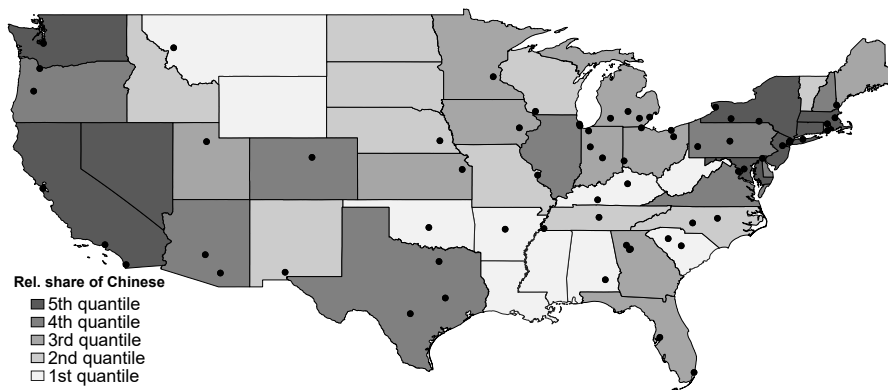 Rel. share of Chinese
5th quantile
4th quantile
3rd quantile
2nd quantile
1st quantile